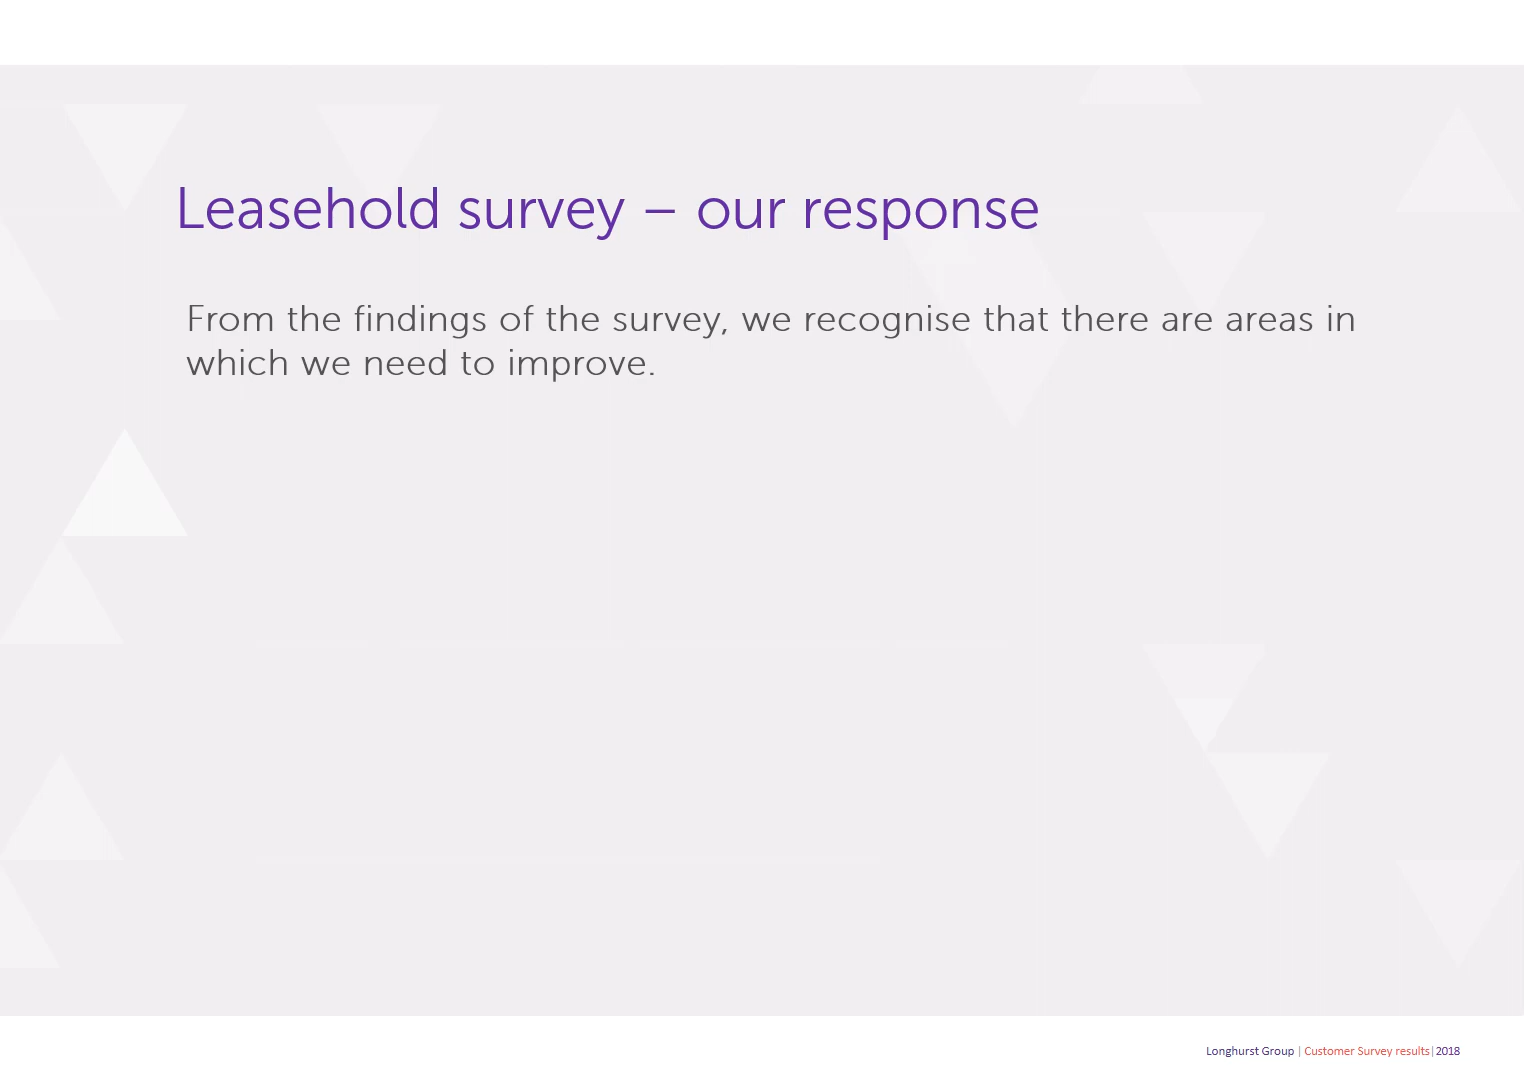 Leasehold survey – our response
From the findings of the survey, we recognise that there are areas in
which we need to improve.
Longhurst Group | Customer Survey results| 2018